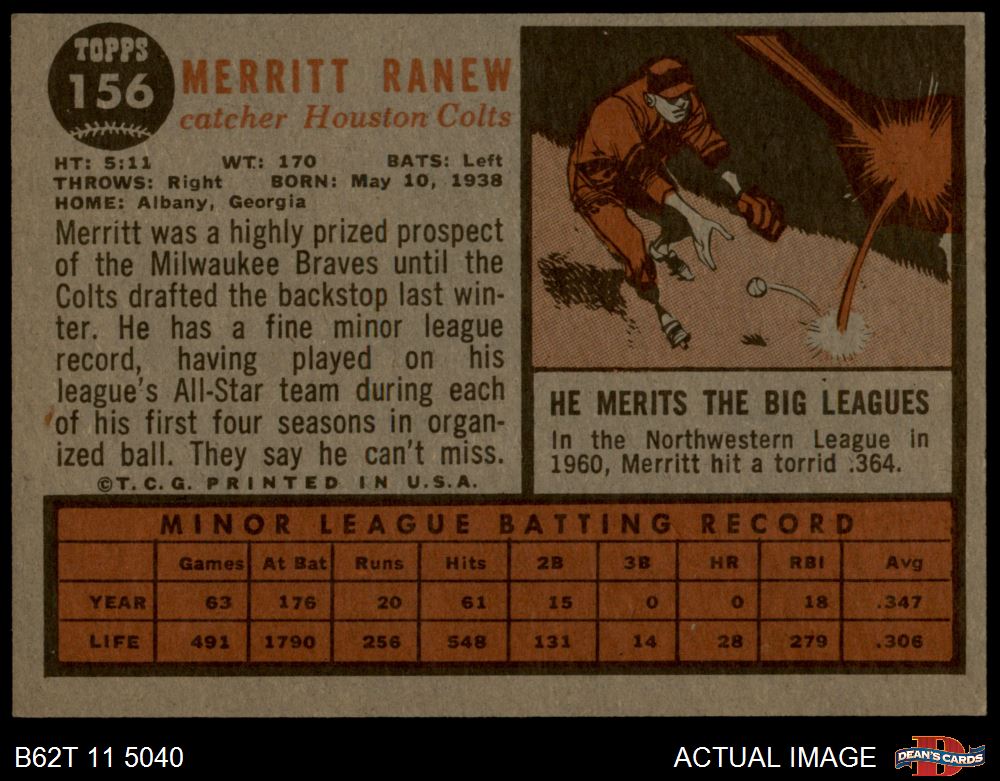 TOPPS
156
MERRITT RANEW
catcher Houston Colts
HT: 5:11 WT: 170 BATS: Left
THROWS: Right BORN: May 10, 1938
HOME: Albany, Georgia
Merritt was a highly prized prospect
of the Milwaukee Braves until the
Colts drafted the backstop last win-
ter. He has a fine minor league
record, having played on his
league's All-Star team during each
of his first four seasons in organ-
ized ball. They say he can't miss.
©T.C.G. PRINTED IN U.S.A.
HE MERITS THE BIG LEAGUES
In the Northwestern League in
1960, Merritt hit a torrid .364.
MINOR LEAGUE BATTING RECORD
Games At Bat Runs Hits 2B 3B HR RBI Avg
YEAR 63 176 20 61 15 0 0 18 .347
LIFE 491 1790 256 548 131 14 28 279 .306
B62T 11 5040
ACTUAL IMAGE
D
DEAN'S CARDS